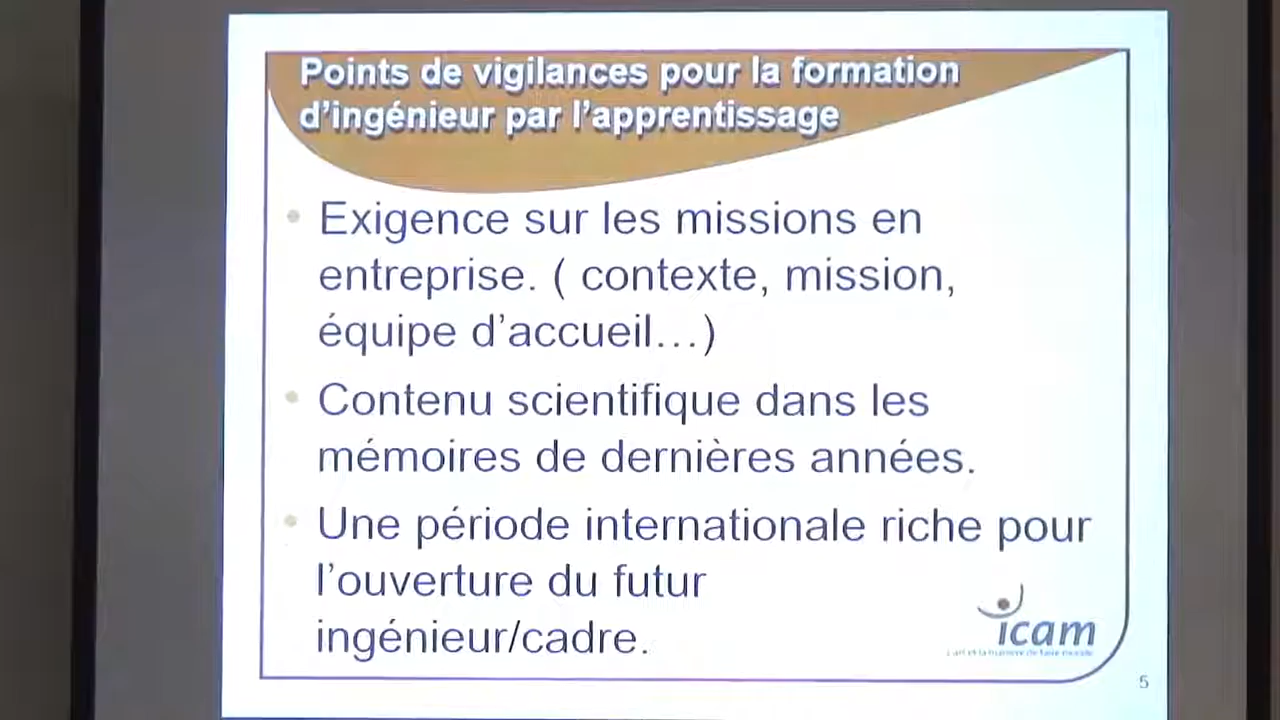 Points de vigilances pour la formation
d'ingénieur par l'apprentissage
• Exigence sur les missions en
entreprise. ( contexte, mission,
équipe d'accueil…)
• Contenu scientifique dans les
mémoires de dernières années.
• Une période internationale riche pour
l'ouverture du futur
ingénieur/cadre.
icam
5